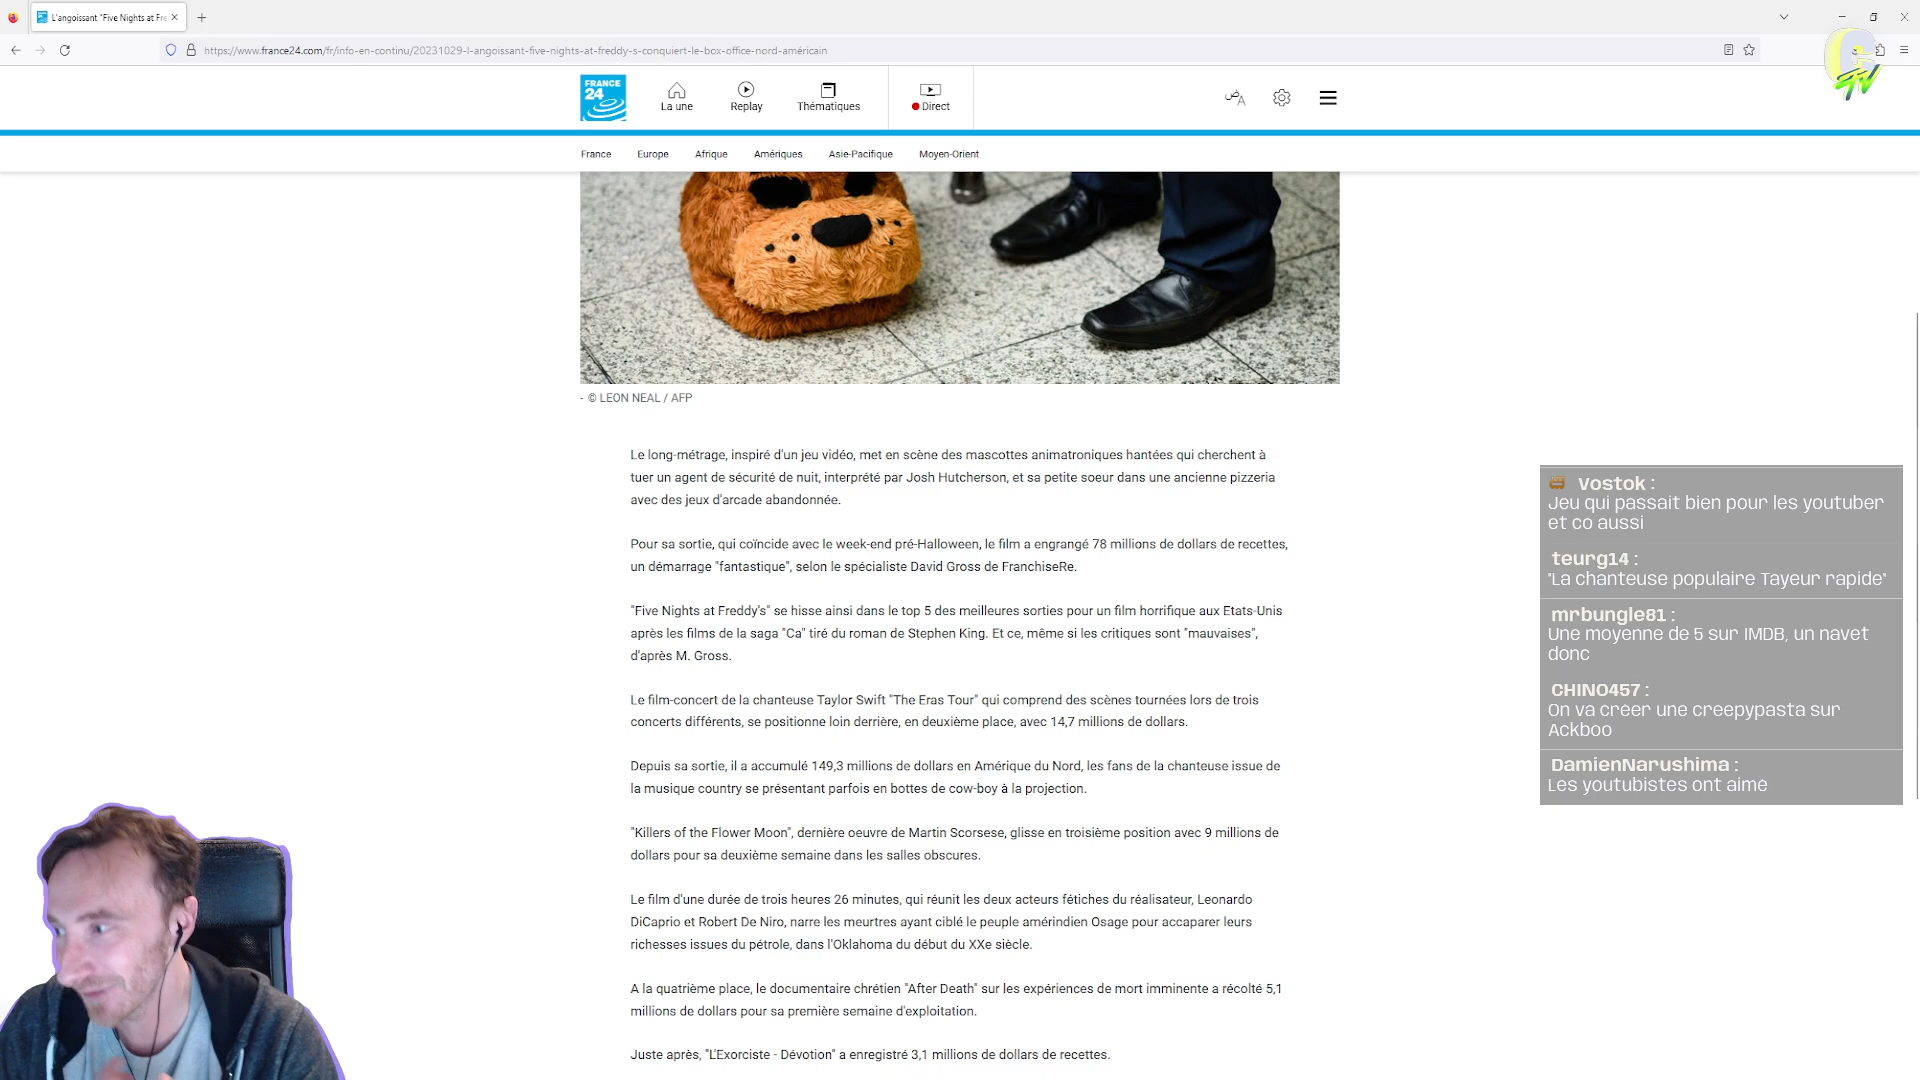 L'angoissant "Five Nights at Fre
https://www.france24.com/fr/info-en-continu/20231029-l-angoissant-five-nights-at-freddy-s-conquiert-le-box-office-nord-américain
FRANCE
24
La une
Replay
Thématiques
Direct
France
Europe
Afrique
Amériques
Asie-Pacifique
Moyen-Orient
- © LEON NEAL / AFP
Le long-métrage, inspiré d'un jeu vidéo, met en scène des mascottes animatroniques hantées qui cherchent à
tuer un agent de sécurité de nuit, interprété par Josh Hutcherson, et sa petite soeur dans une ancienne pizzeria
avec des jeux d'arcade abandonnée.
Pour sa sortie, qui coïncide avec le week-end pré-Halloween, le film a engrangé 78 millions de dollars de recettes,
un démarrage "fantastique", selon le spécialiste David Gross de FranchiseRe.
"Five Nights at Freddy's" se hisse ainsi dans le top 5 des meilleures sorties pour un film horrifique aux Etats-Unis
après les films de la saga "Ca" tiré du roman de Stephen King. Et ce, même si les critiques sont "mauvaises",
d'après M. Gross.
Le film-concert de la chanteuse Taylor Swift "The Eras Tour" qui comprend des scènes tournées lors de trois
concerts différents, se positionne loin derrière, en deuxième place, avec 14,7 millions de dollars.
Depuis sa sortie, il a accumulé 149,3 millions de dollars en Amérique du Nord, les fans de la chanteuse issue de
la musique country se présentant parfois en bottes de cow-boy à la projection.
"Killers of the Flower Moon", dernière oeuvre de Martin Scorsese, glisse en troisième position avec 9 millions de
dollars pour sa deuxième semaine dans les salles obscures.
Le film d'une durée de trois heures 26 minutes, qui réunit les deux acteurs fétiches du réalisateur, Leonardo
DiCaprio et Robert De Niro, narre les meurtres ayant ciblé le peuple amérindien Osage pour accaparer leurs
richesses issues du pétrole, dans l'Oklahoma du début du XXe siècle.
A la quatrième place, le documentaire chrétien "After Death" sur les expériences de mort imminente a récolté 5,1
millions de dollars pour sa première semaine d'exploitation.
Juste après, "L'Exorciste - Dévotion" a enregistré 3,1 millions de dollars de recettes.
Vostok :
Jeu qui passait bien pour les youtuber
et co aussi
teurg14 :
"La chanteuse populaire Tayeur rapide"
mrbungle81 :
Une moyenne de 5 sur IMDB, un navet
donc
CHINO457 :
On va créer une creepypasta sur
Ackboo
DamienNarushima :
Les youtubistes ont aimé